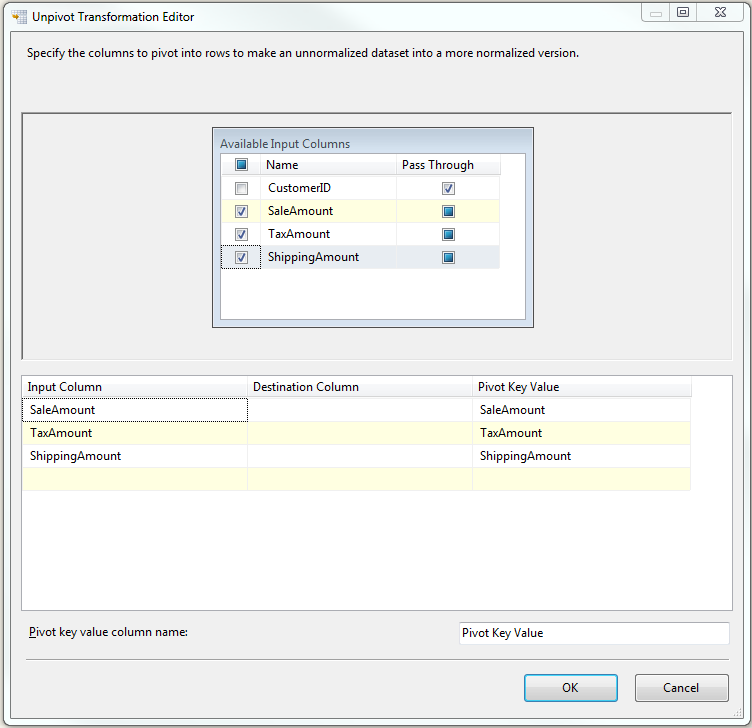 Unpivot Transformation Editor
Specify the columns to pivot into rows to make an unnormalized dataset into a more normalized version.
Available Input Columns
Name Pass Through
CustomerID
SaleAmount
TaxAmount
ShippingAmount
Input Column Destination Column Pivot Key Value
SaleAmount SaleAmount
TaxAmount TaxAmount
ShippingAmount ShippingAmount
Pivot key value column name: Pivot Key Value
OK Cancel